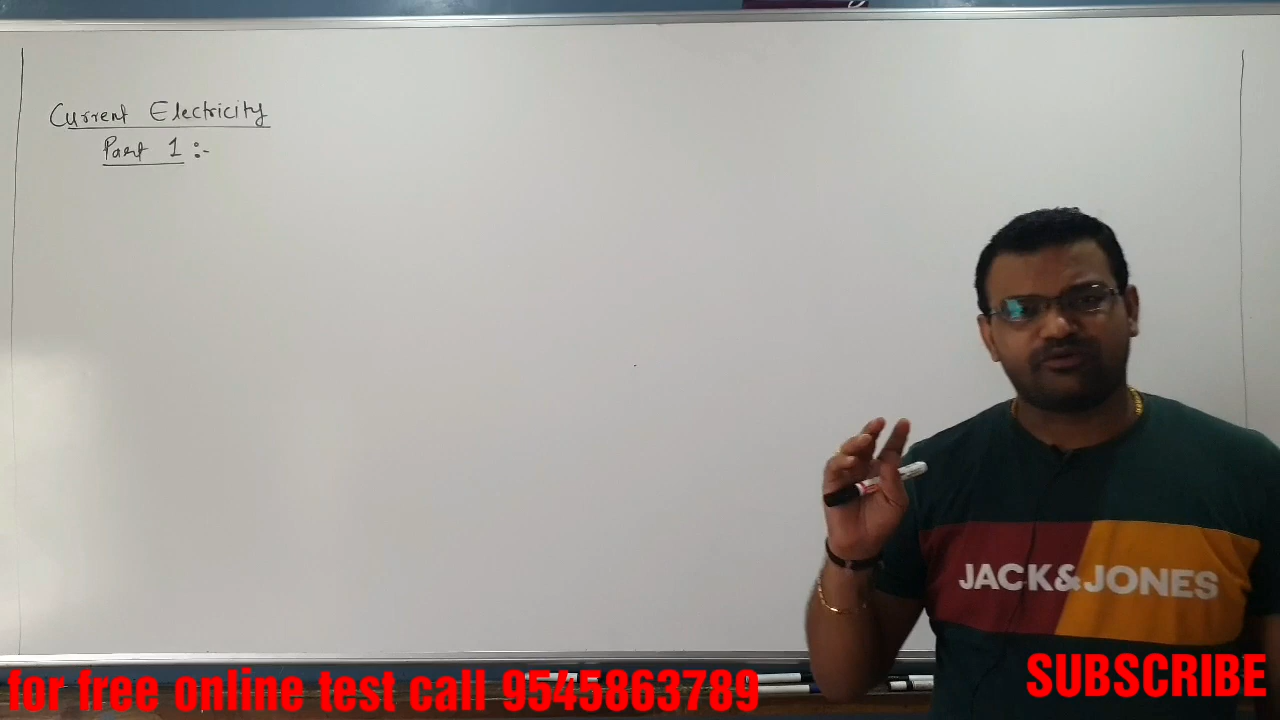 Current Electricity
Part 1 :-
JACK&JONES
for free online test call 9545863789
SUBSCRIBE